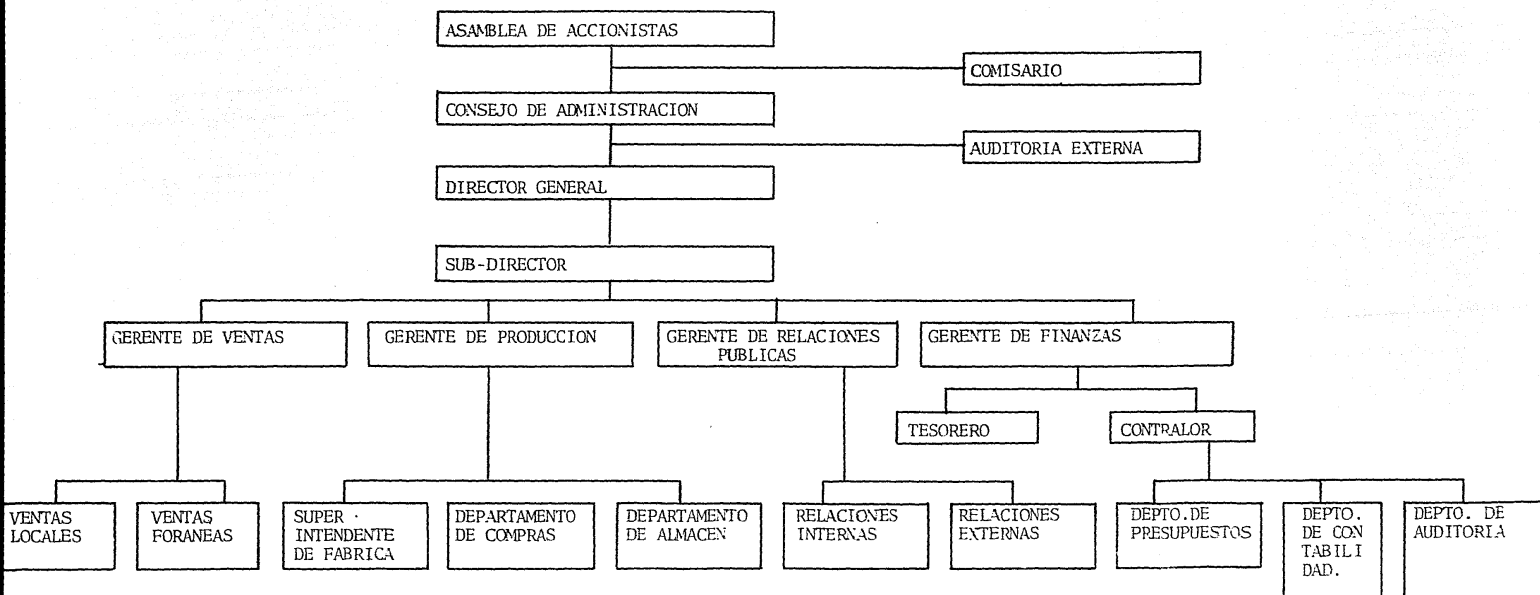 ASAMBLEA DE ACCIONISTAS
COMISARIO
CONSEJO DE ADMINISTRACION
AUDITORIA EXTERNA
DIRECTOR GENERAL
SUB-DIRECTOR
GERENTE DE VENTAS
GERENTE DE PRODUCCION
GERENTE DE RELACIONES
PUBLICAS
GERENTE DE FINANZAS
TESORERO
CONTRALOR
VENTAS
LOCALES
VENTAS
FORANEAS
SUPER
INTENDENTE
DE FABRICA
DEPARTAMENTO
DE COMPRAS
DEPARTAMENTO
DE ALMACEN
RELACIONES
INTERNAS
RELACIONES
EXTERNAS
DEPTO.DE
PRESUPUESTOS
DEPTO.
DE CON
TABILI
DAD.
DEPTO. DE
AUDITORIA